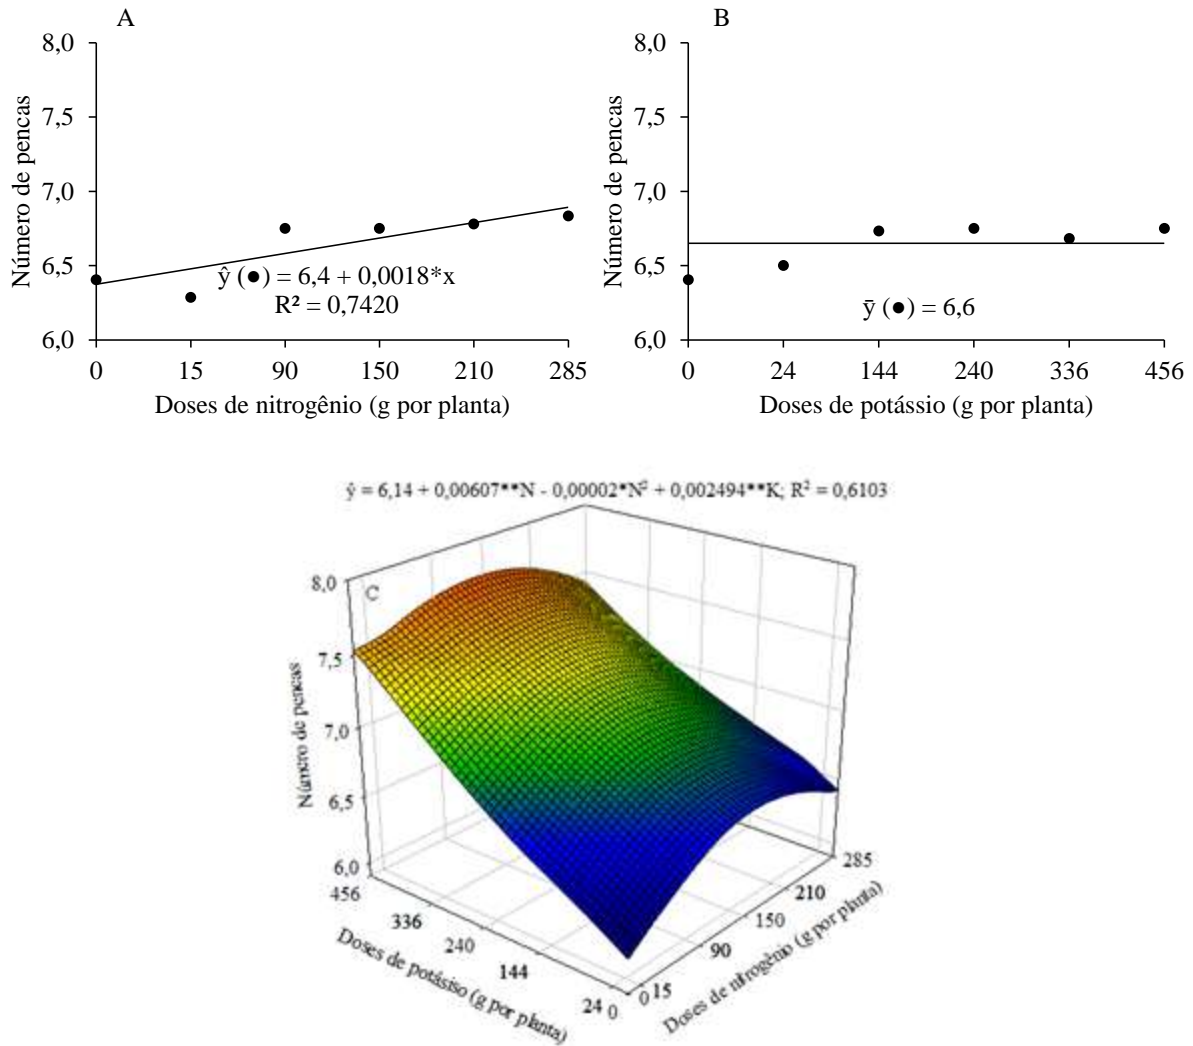 A
8,0
7,5
7,0
6,5
6,0
Número de pencas
ŷ (●) = 6,4 + 0,0018*x
R² = 0,7420
0 15 90 150 210 285
Doses de nitrogênio (g por planta)
B
8,0
7,5
7,0
6,5
6,0
Número de pencas
ȳ (●) = 6,6
0 24 144 240 336 456
Doses de potássio (g por planta)
ŷ = 6,14 + 0,00607**N - 0,00002*N² + 0,002494**K; R² = 0,6103
C
8,0
7,5
7,0
6,5
6,0
Número de pencas
456 336 240 144 24 0
Doses de potásiso (g por planta)
0 15 90 150 210 285
Doses de nitrogênio (g por planta)